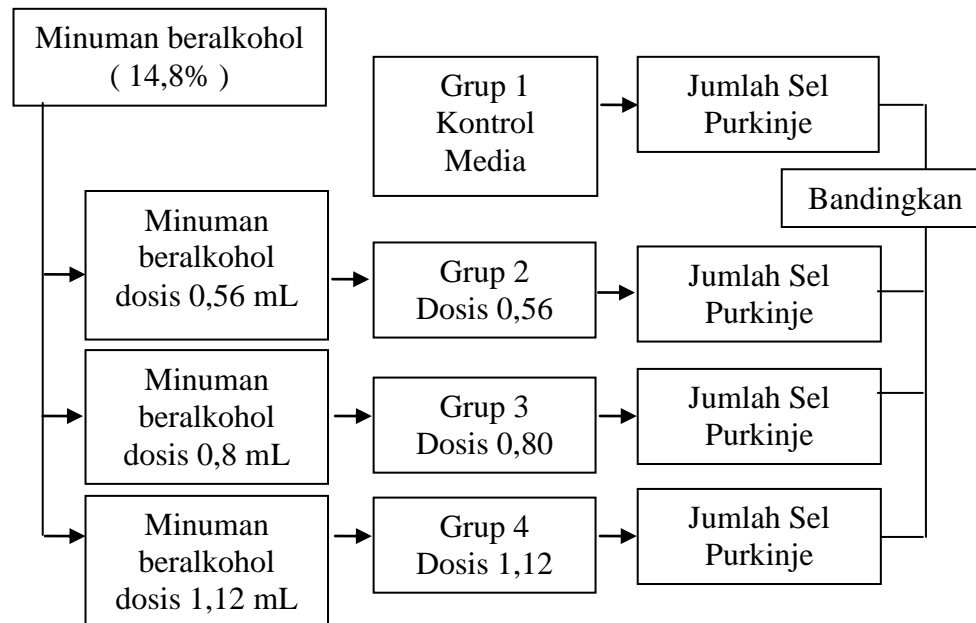 Minuman beralkohol
( 14,8% )
Grup 1
Kontrol
Media
Jumlah Sel
Purkinje
Bandingkan
Minuman
beralkohol
dosis 0,56 mL
Grup 2
Dosis 0,56
Jumlah Sel
Purkinje
Minuman
beralkohol
dosis 0,8 mL
Grup 3
Dosis 0,80
Jumlah Sel
Purkinje
Minuman
beralkohol
dosis 1,12 mL
Grup 4
Dosis 1,12
Jumlah Sel
Purkinje